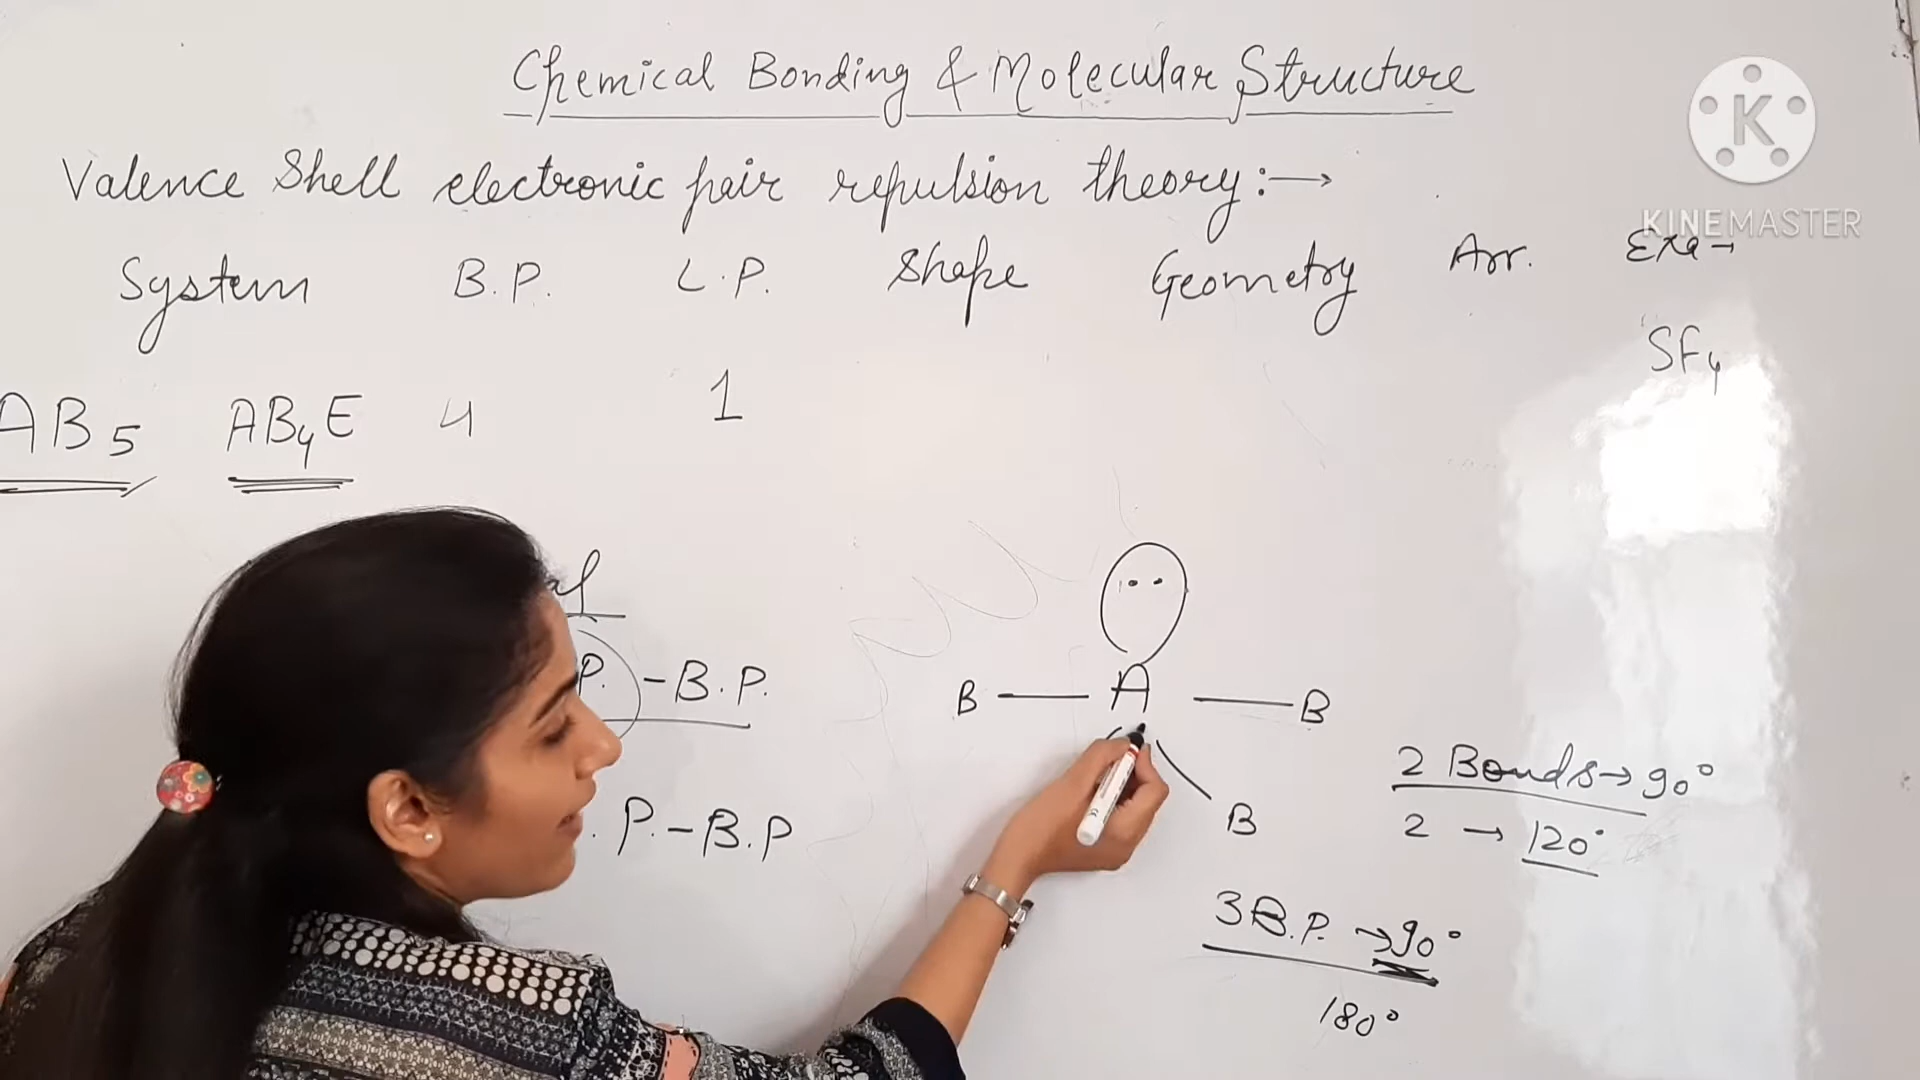 Chemical Bonding & Molecular Structure
K
KINEMASTER
Valence Shell electronic pair repulsion theory:→
System B.P. L.P. Shape Geometry Arr. Exa→
SF4
AB5 AB4E 4 1
P. -B.P.
P.-B.P
B — A — B
B
2 Bonds→90°
2 → 120°
3B.P. →90°
180°